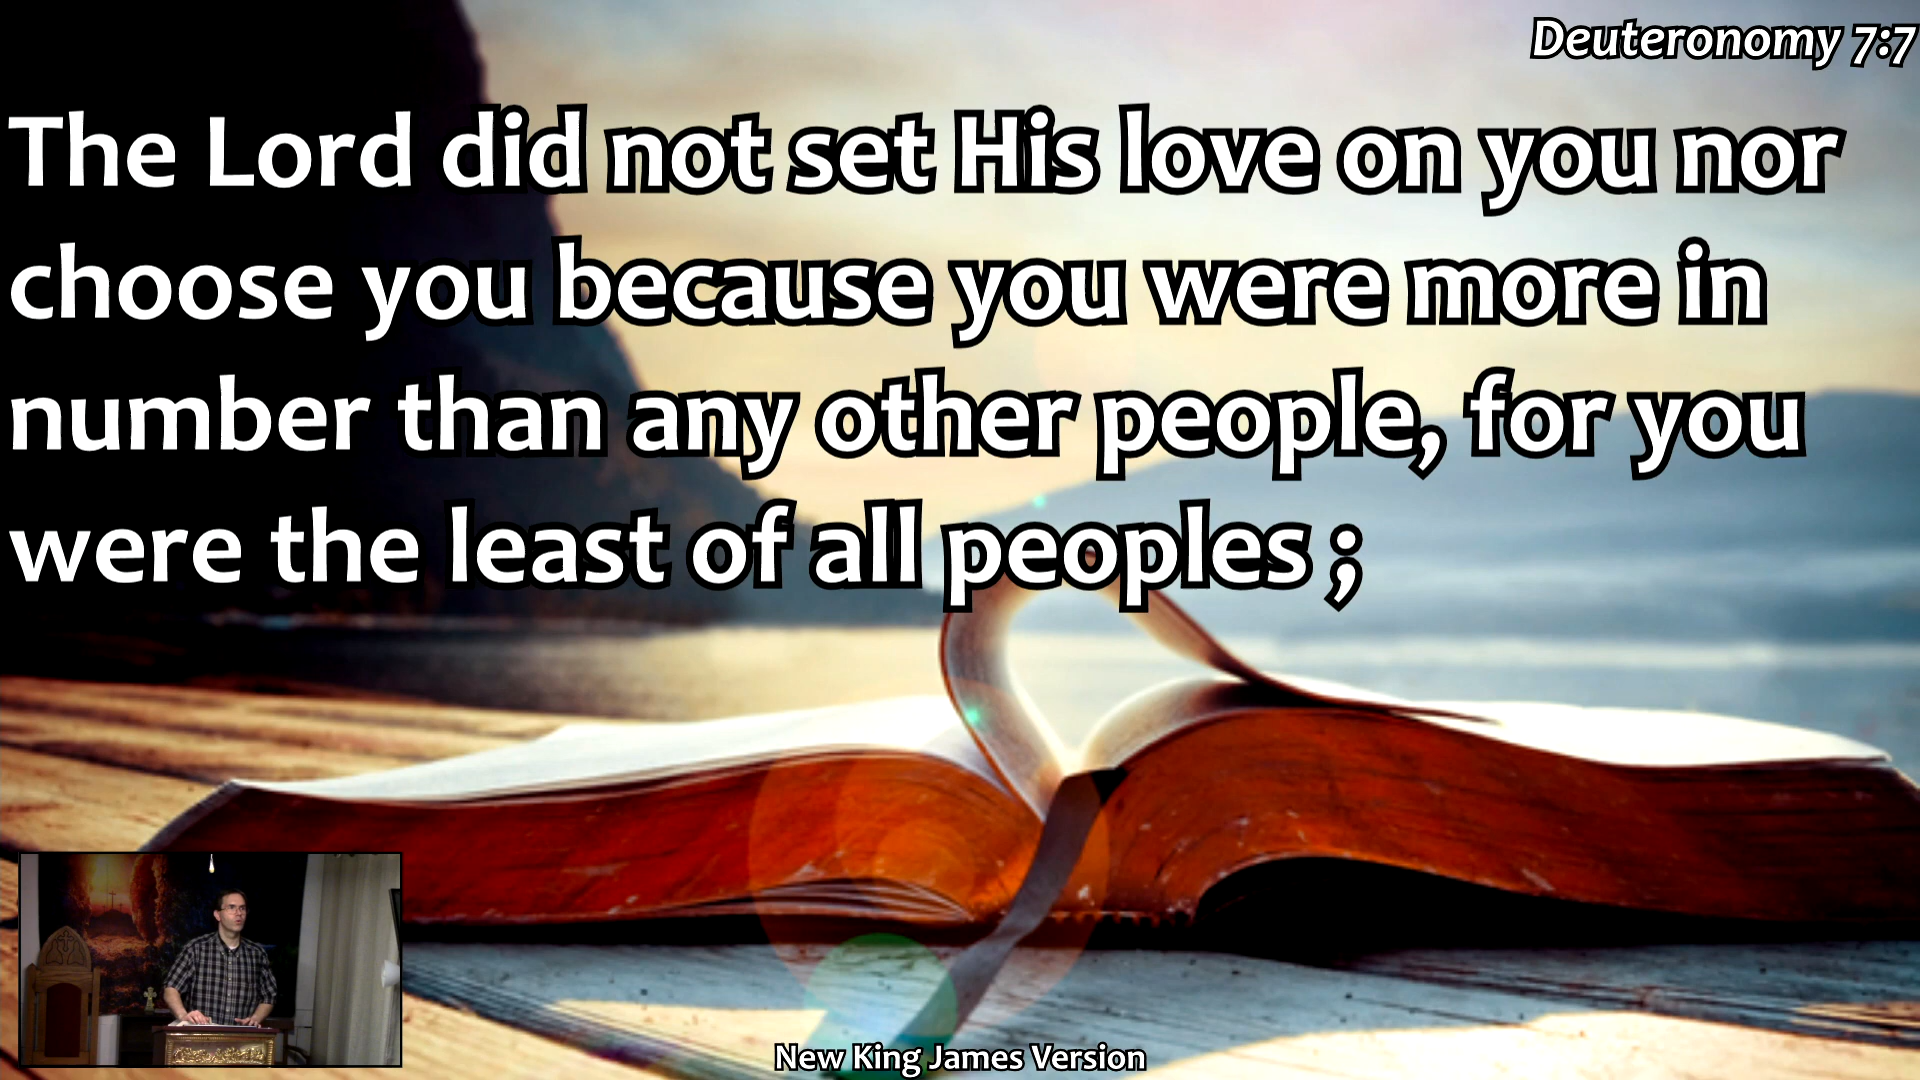 Deuteronomy 7:7
The Lord did not set His love on you nor
choose you because you were more in
number than any other people, for you
were the least of all peoples ;
New King James Version